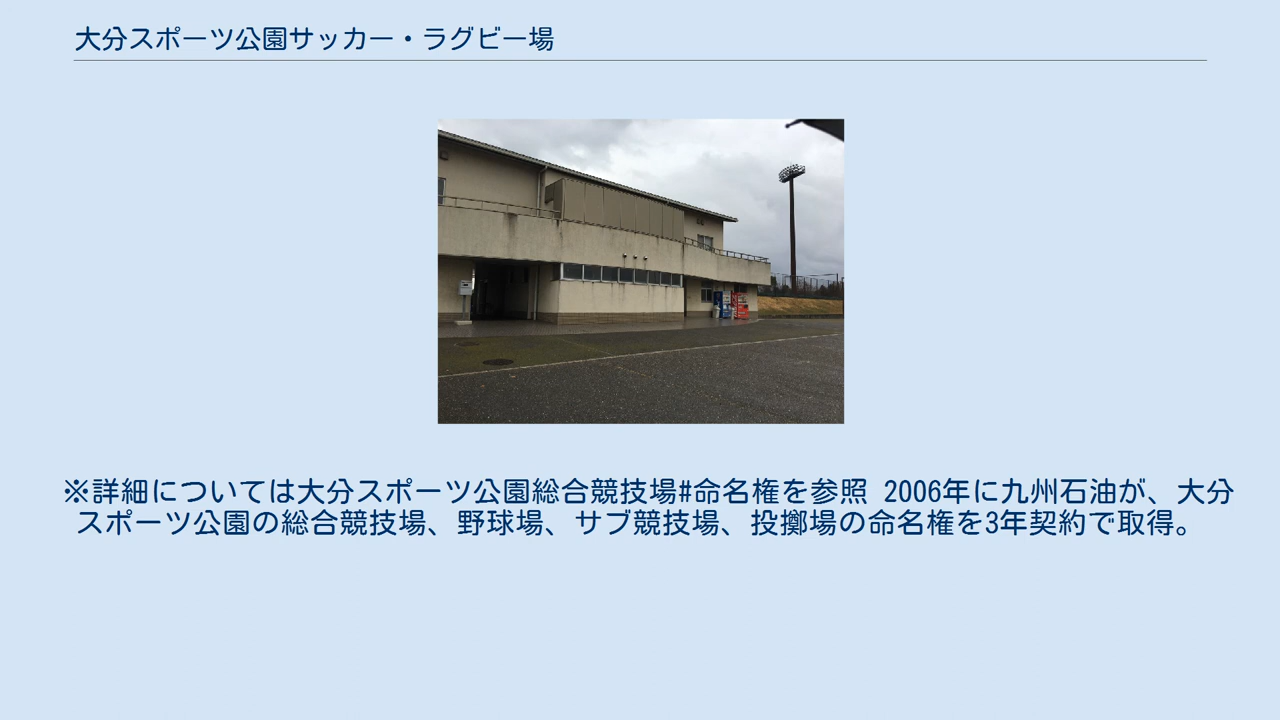 大分スポーツ公園サッカー・ラグビー場
※詳細については大分スポーツ公園総合競技場#命名権を参照 2006年に九州石油が、大分
スポーツ公園の総合競技場、野球場、サブ競技場、投擲場の命名権を3年契約で取得。